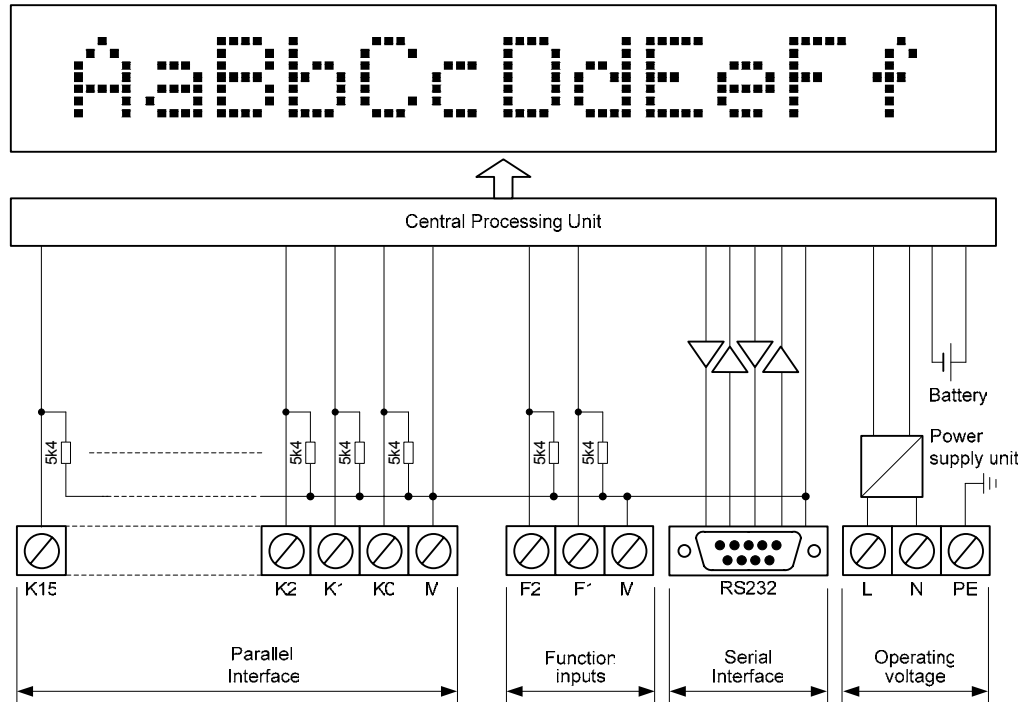 AaBbCcDdEeFf
Central Processing Unit
Battery
Power
supply unit
5k4
5k4
5k4
5k4
5k4
5k4
K15
K2
K1
K0
M
F2
F1
M
RS232
L
N
PE
Parallel
Interface
Function
inputs
Serial
Interface
Operating
voltage